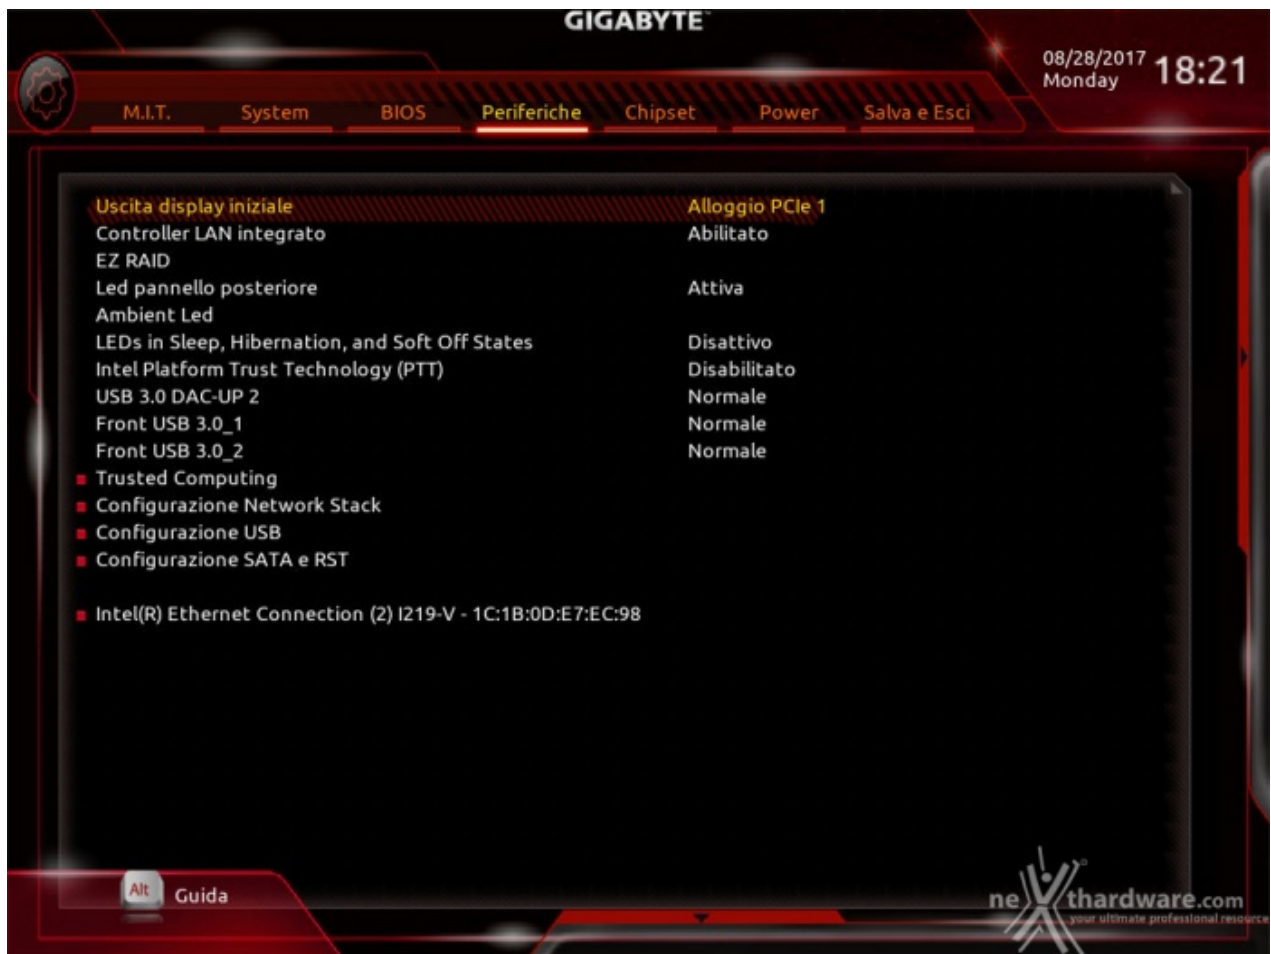 GIGABYTE
08/28/2017
Monday
18:21
M.I.T. System BIOS Periferiche Chipset Power Salva e Esci
Uscita display iniziale Alloggio PCIe 1
Controller LAN integrato Abilitato
EZ RAID
Led pannello posteriore Attiva
Ambient Led
LEDs in Sleep, Hibernation, and Soft Off States Disattivo
Intel Platform Trust Technology (PTT) Disabilitato
USB 3.0 DAC-UP 2 Normale
Front USB 3.0_1 Normale
Front USB 3.0_2 Normale
Trusted Computing
Configurazione Network Stack
Configurazione USB
Configurazione SATA e RST
Intel(R) Ethernet Connection (2) I219-V - 1C:1B:0D:E7:EC:98
Alt Guida
nexthardware.com
your ultimate professional resource